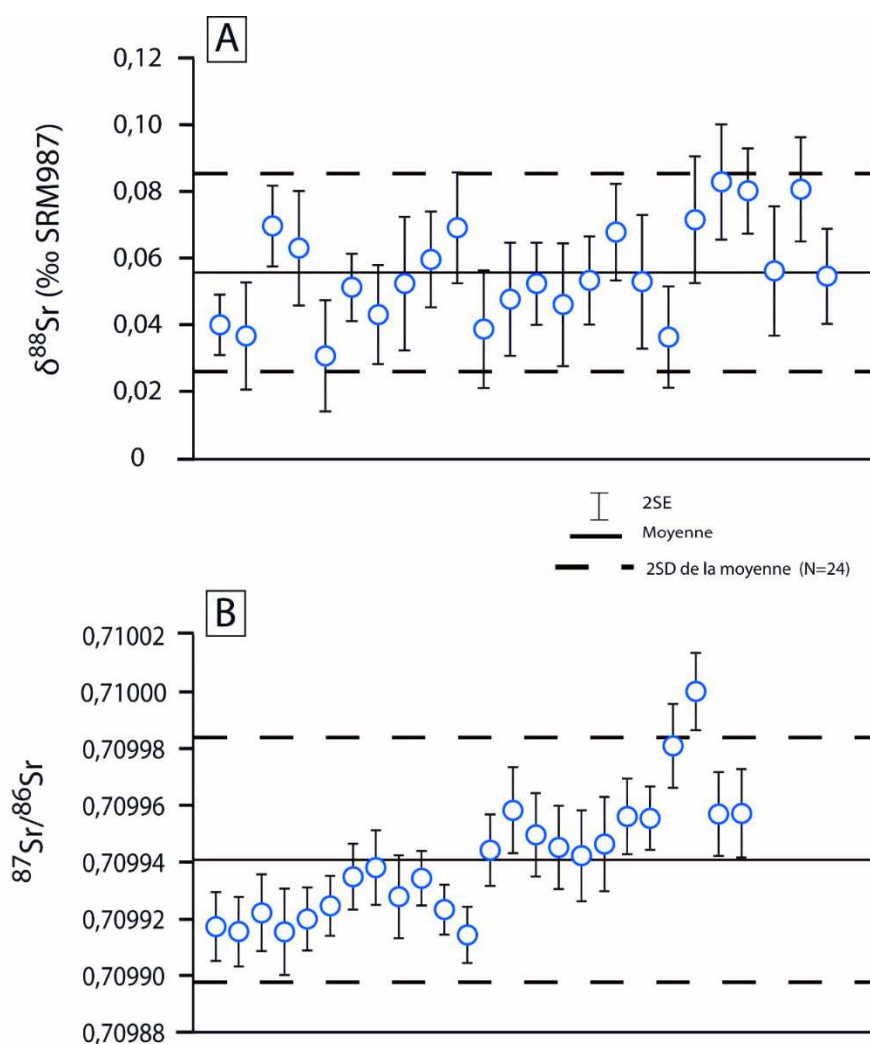 A
0,12
0,10
0,08
0,06
0,04
0,02
0
δ⁸⁸Sr (‰ SRM987)
2SE
Moyenne
2SD de la moyenne (N=24)
B
0,71002
0,71000
0,70998
0,70996
0,70994
0,70992
0,70990
0,70988
⁸⁷Sr/⁸⁶Sr